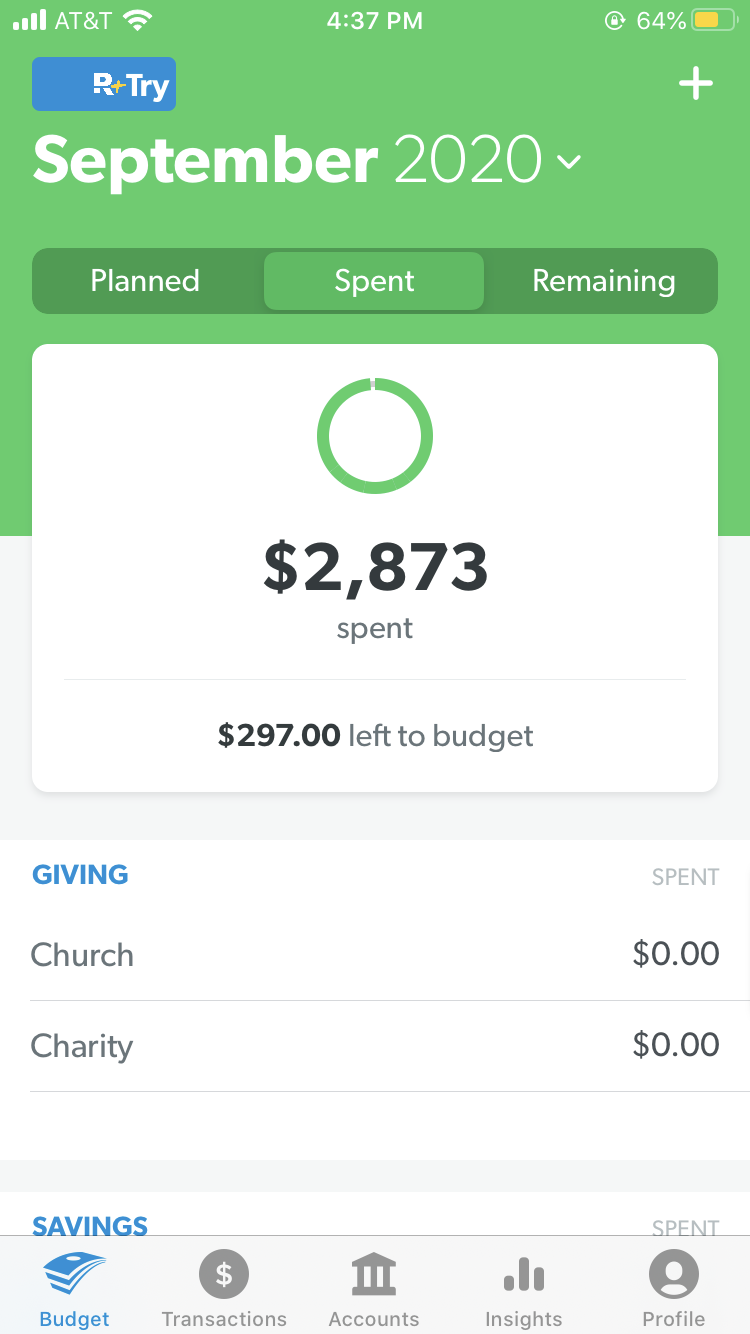 AT&T 4:37 PM 64%
R+Try
September 2020
Planned Spent Remaining
$2,873
spent
$297.00 left to budget
GIVING SPENT
Church $0.00
Charity $0.00
SAVINGS SPENT
$
Budget Transactions Accounts Insights Profile